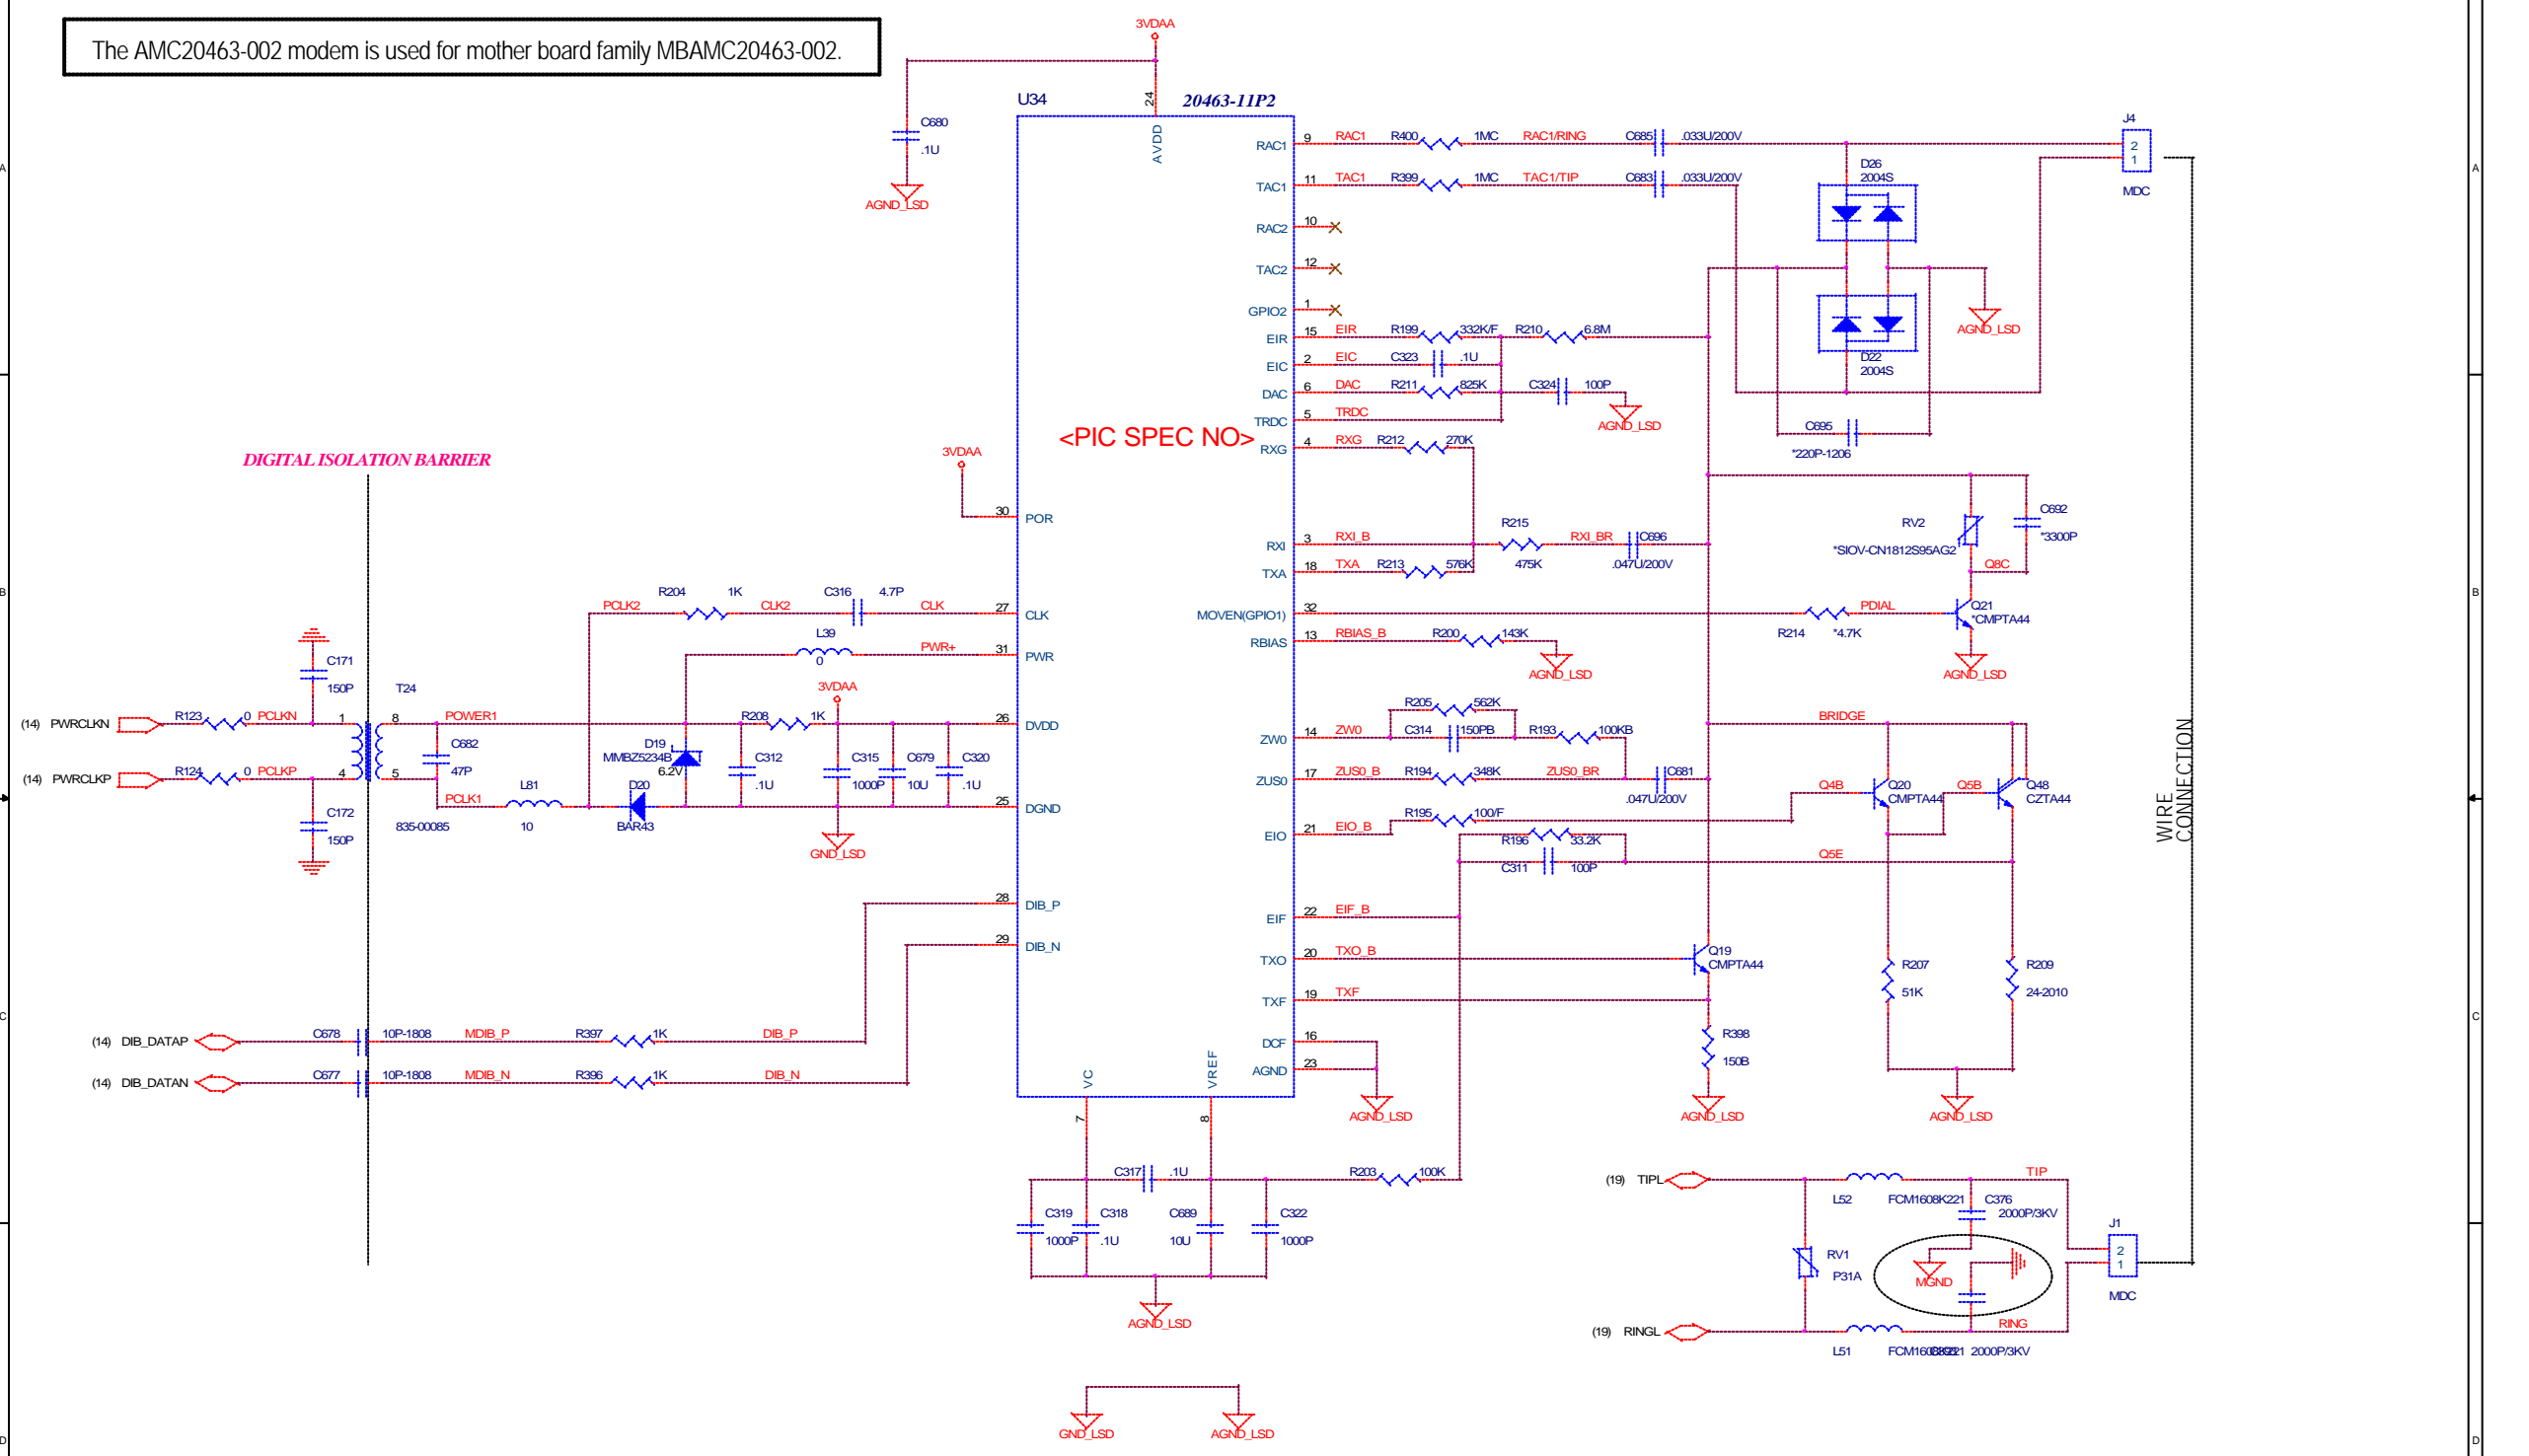 The AMC20463-002 modem is used for mother board family MBAMC20463-002.
3VDAA
U34
24
20463-11P2
AVDD
C680
.1U
AGND_LSD
<PIC SPEC NO>
RAC1
9
RAC1
R400
1MC
RAC1/RING
C685
.033U/200V
TAC1
11
TAC1
R399
1MC
TAC1/TIP
C683
.033U/200V
RAC2
10
TAC2
12
GPIO2
1
EIR
15
EIR
R199
332K/F
R210
6.8M
EIC
2
EIC
C323
.1U
DAC
6
DAC
R211
825K
C324
100P
AGND_LSD
TRDC
5
TRDC
RXG
4
RXG
R212
270K
RXI
3
RXI_B
R215
475K
RXI_BR
C696
.047U/200V
TXA
18
TXA
R213
576K
MOVEN(GPIO1)
32
R214
*4.7K
PDIAL
Q21
*CMPTA44
AGND_LSD
RBIAS
13
RBIAS_B
R200
143K
AGND_LSD
J4
2
1
MDC
D26
2004S
D22
2004S
AGND_LSD
C695
*220P-1206
RV2
*SIOV-CN1812S95AG2
C692
*3300P
Q8C
R205
562K
ZW0
14
ZW0
C314
150PB
R193
100KB
ZUS0
17
ZUS0_B
R194
348K
ZUS0_BR
C681
.047U/200V
EIO
21
EIO_B
R195
100/F
R196
33.2K
C311
100P
BRIDGE
Q4B
Q20
CMPTA44
Q5B
Q48
CZTA44
Q5E
EIF
22
EIF_B
TXO
20
TXO_B
Q19
CMPTA44
TXF
19
TXF
R398
150B
AGND_LSD
R207
51K
R209
24-2010
AGND_LSD
DCF
16
AGND
23
AGND_LSD
WIRE
CONNECTION
DIGITAL ISOLATION BARRIER
3VDAA
30
POR
R204
1K
PCLK2
CLK2
C316
4.7P
CLK
27
CLK
L39
0
PWR+
31
PWR
C171
150P
T24
3VDAA
(14) PWRCLKN
R123
0
PCLKN
1
8
POWER1
R208
1K
26
DVDD
C682
47P
D19
MMBZ5234B
6.2V
C312
.1U
C315
1000P
C679
10U
C320
.1U
(14) PWRCLKP
R124
0
PCLKP
4
5
PCLK1
L81
10
D20
BAR43
25
DGND
GND_LSD
C172
150P
835-00085
28
DIB_P
29
DIB_N
(14) DIB_DATAP
C678
10P-1808
MDIB_P
R397
1K
DIB_P
(14) DIB_DATAN
C677
10P-1808
MDIB_N
R396
1K
DIB_N
VC
VREF
7
8
C317
.1U
R203
100K
C319
1000P
C318
.1U
C689
10U
C322
1000P
AGND_LSD
GND_LSD
AGND_LSD
(19) TIPL
L52
FCM1608K221
TIP
C376
2000P/3KV
RV1
P31A
MGND
J1
2
1
MDC
(19) RINGL
RING
L51
2000P/3KV
A
A
B
B
C
C
D
D